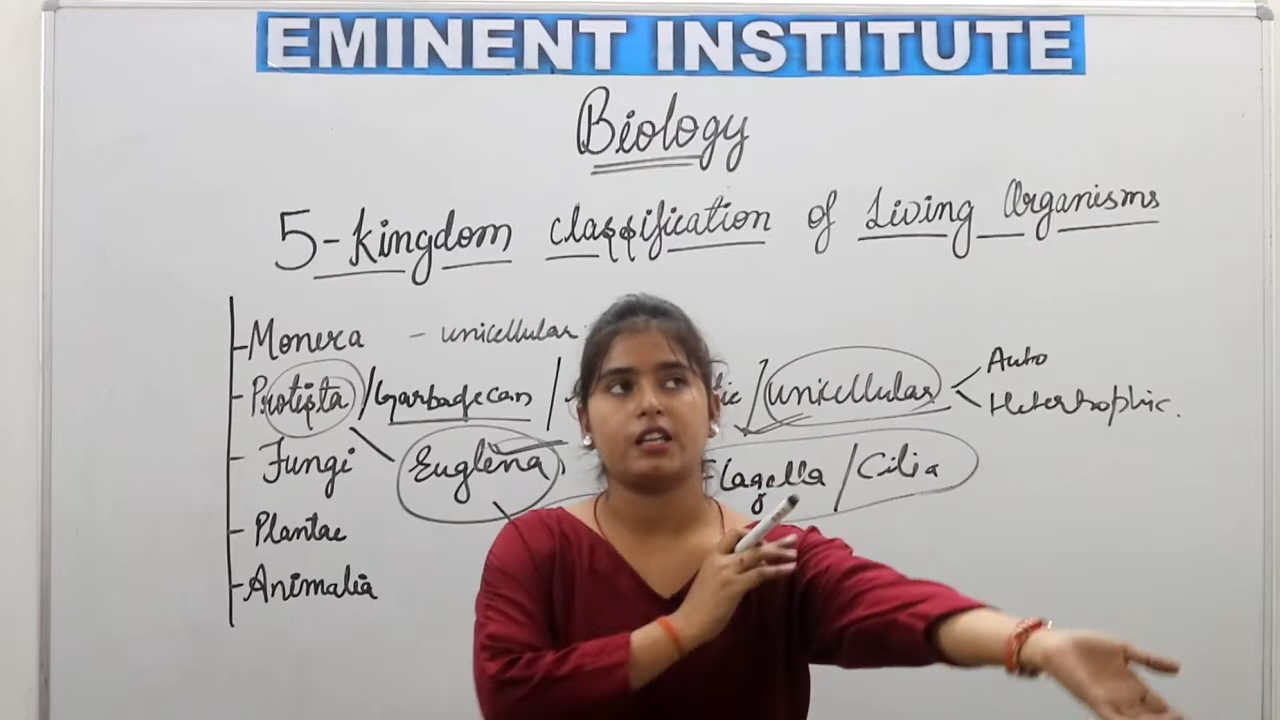 EMINENT INSTITUTE
Biology
5-Kingdom classification of Living Organisms
Monera - unicellular
Protista / Garbage can / tic / unicellular Auto
Heterotrophic.
Fungi Euglena Flagella / Cilia
Plantae
Animalia